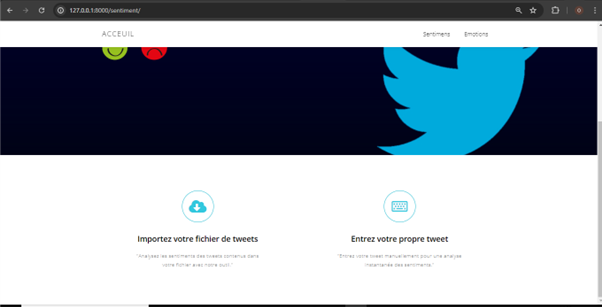 127.0.0.1:8000/sentiment/
ACCEUIL
Sentimens Emotions
Importez votre fichier de tweets
Entrez votre propre tweet
"Analysez les sentiments des tweets contenus dans
votre fichier avec notre outil."
"Entrez votre tweet manuellement pour une analyse
instantanée des sentiments."